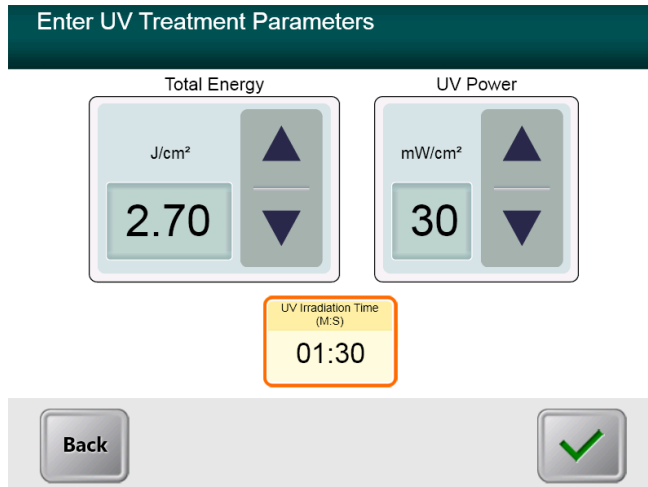 Enter UV Treatment Parameters
Total Energy
UV Power
J/cm²
mW/cm²
2.70
30
UV Irradiation Time
(M:S)
01:30
Back